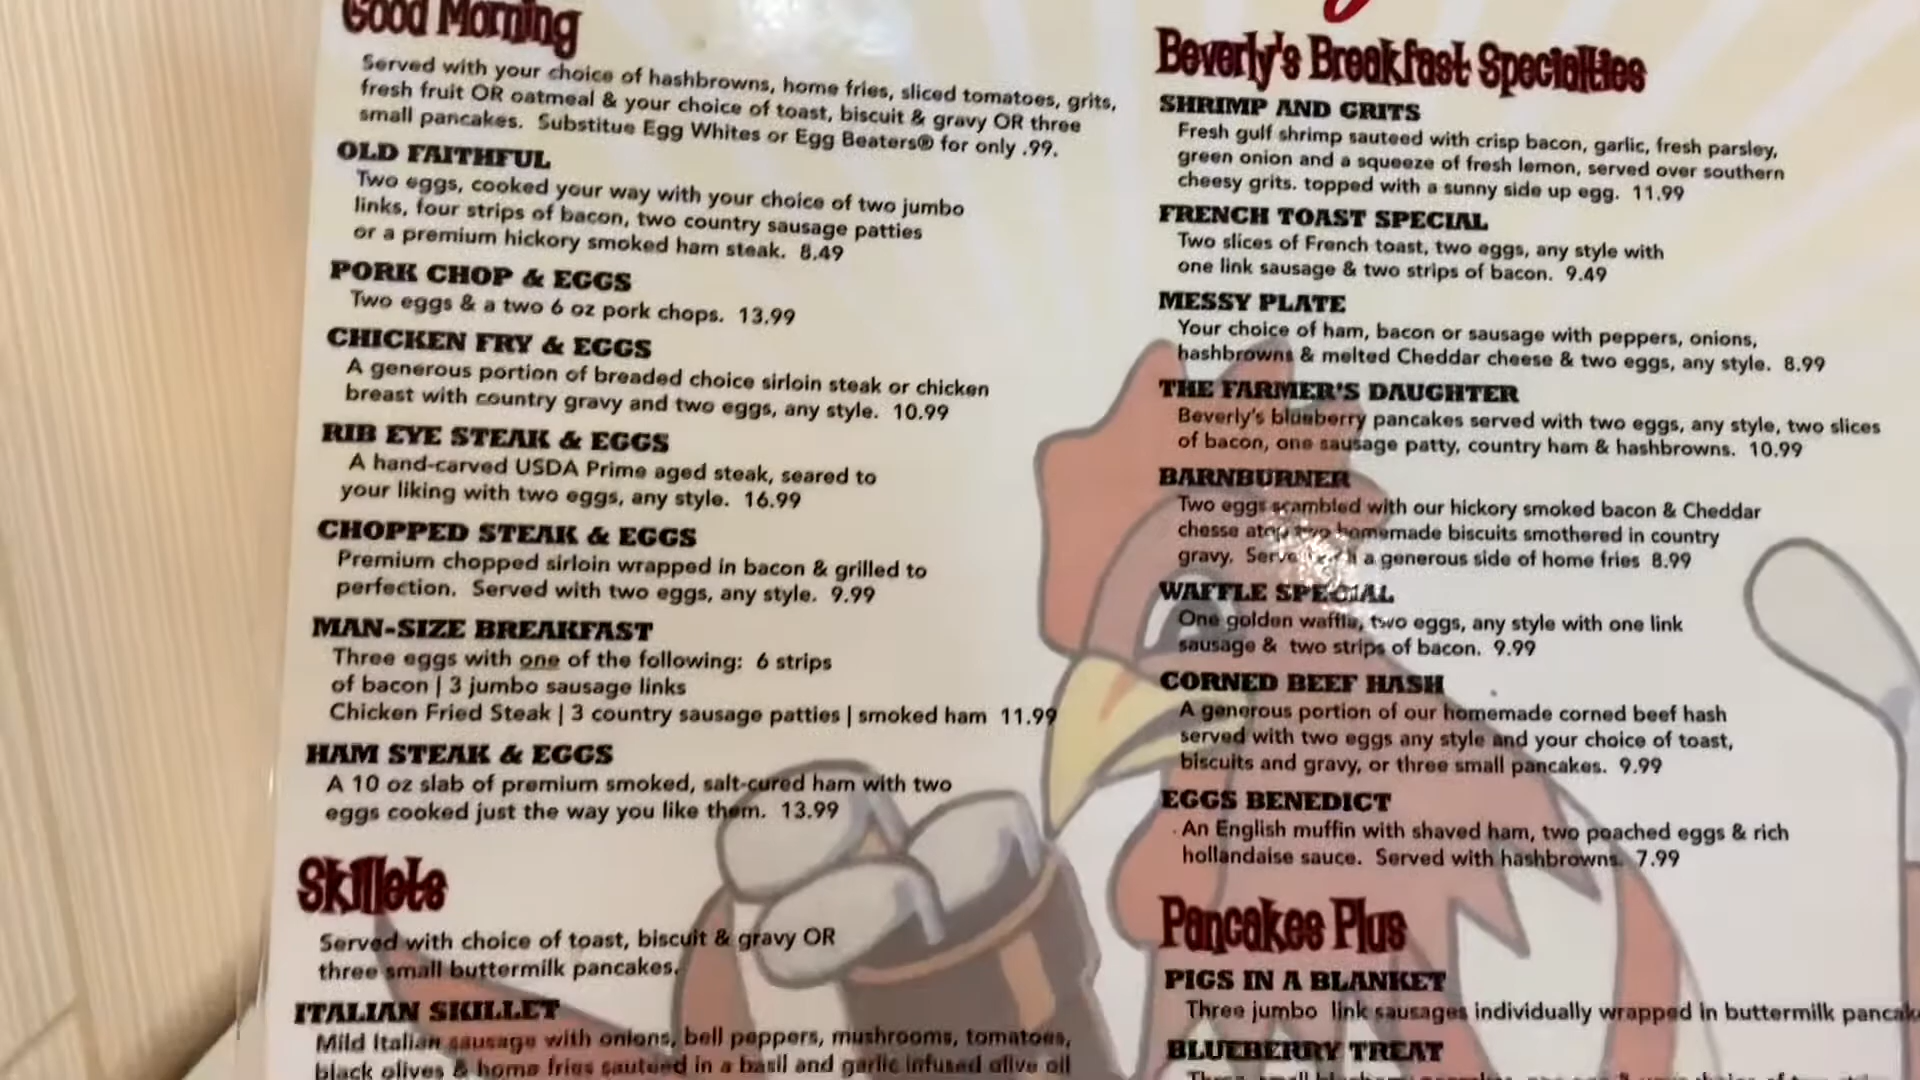 Good Morning
Served with your choice of hashbrowns, home fries, sliced tomatoes, grits,
fresh fruit OR oatmeal & your choice of toast, biscuit & gravy OR three
small pancakes. Substitue Egg Whites or Egg Beaters® for only .99.
OLD FAITHFUL
Two eggs, cooked your way with your choice of two jumbo
links, four strips of bacon, two country sausage patties
or a premium hickory smoked ham steak. 8.49
PORK CHOP & EGGS
Two eggs & a two 6 oz pork chops. 13.99
CHICKEN FRY & EGGS
A generous portion of breaded choice sirloin steak or chicken
breast with country gravy and two eggs, any style. 10.99
RIB EYE STEAK & EGGS
A hand-carved USDA Prime aged steak, seared to
your liking with two eggs, any style. 16.99
CHOPPED STEAK & EGGS
Premium chopped sirloin wrapped in bacon & grilled to
perfection. Served with two eggs, any style. 9.99
MAN-SIZE BREAKFAST
Three eggs with one of the following: 6 strips
of bacon | 3 jumbo sausage links
Chicken Fried Steak | 3 country sausage patties | smoked ham 11.99
HAM STEAK & EGGS
A 10 oz slab of premium smoked, salt-cured ham with two
eggs cooked just the way you like them. 13.99
Skillets
Served with choice of toast, biscuit & gravy OR
three small buttermilk pancakes.
ITALIAN SKILLET
Mild Italian sausage with onions, bell peppers, mushrooms, tomatoes,
black olives & home fries sauteed in a basil and garlic infused olive oil
Beverly's Breakfast Specialties
SHRIMP AND GRITS
Fresh gulf shrimp sauteed with crisp bacon, garlic, fresh parsley,
green onion and a squeeze of fresh lemon, served over southern
cheesy grits. topped with a sunny side up egg. 11.99
FRENCH TOAST SPECIAL
Two slices of French toast, two eggs, any style with
one link sausage & two strips of bacon. 9.49
MESSY PLATE
Your choice of ham, bacon or sausage with peppers, onions,
hashbrowns & melted Cheddar cheese & two eggs, any style. 8.99
THE FARMER'S DAUGHTER
Beverly's blueberry pancakes served with two eggs, any style, two slices
of bacon, one sausage patty, country ham & hashbrowns. 10.99
BARNBURNER
Two eggs scambled with our hickory smoked bacon & Cheddar
chesse atop two homemade biscuits smothered in country
gravy. a generous side of home fries 8.99
WAFFLE SPECIAL
One golden waffle, two eggs, any style with one link
sausage & two strips of bacon. 9.99
CORNED BEEF HASH
A generous portion of our homemade corned beef hash
served with two eggs any style and your choice of toast,
biscuits and gravy, or three small pancakes. 9.99
EGGS BENEDICT
An English muffin with shaved ham, two poached eggs & rich
hollandaise sauce. Served with hashbrowns. 7.99
Pancakes Plus
PIGS IN A BLANKET
Three jumbo link sausages individually wrapped in buttermilk pancak
BLUEBERRY TREAT